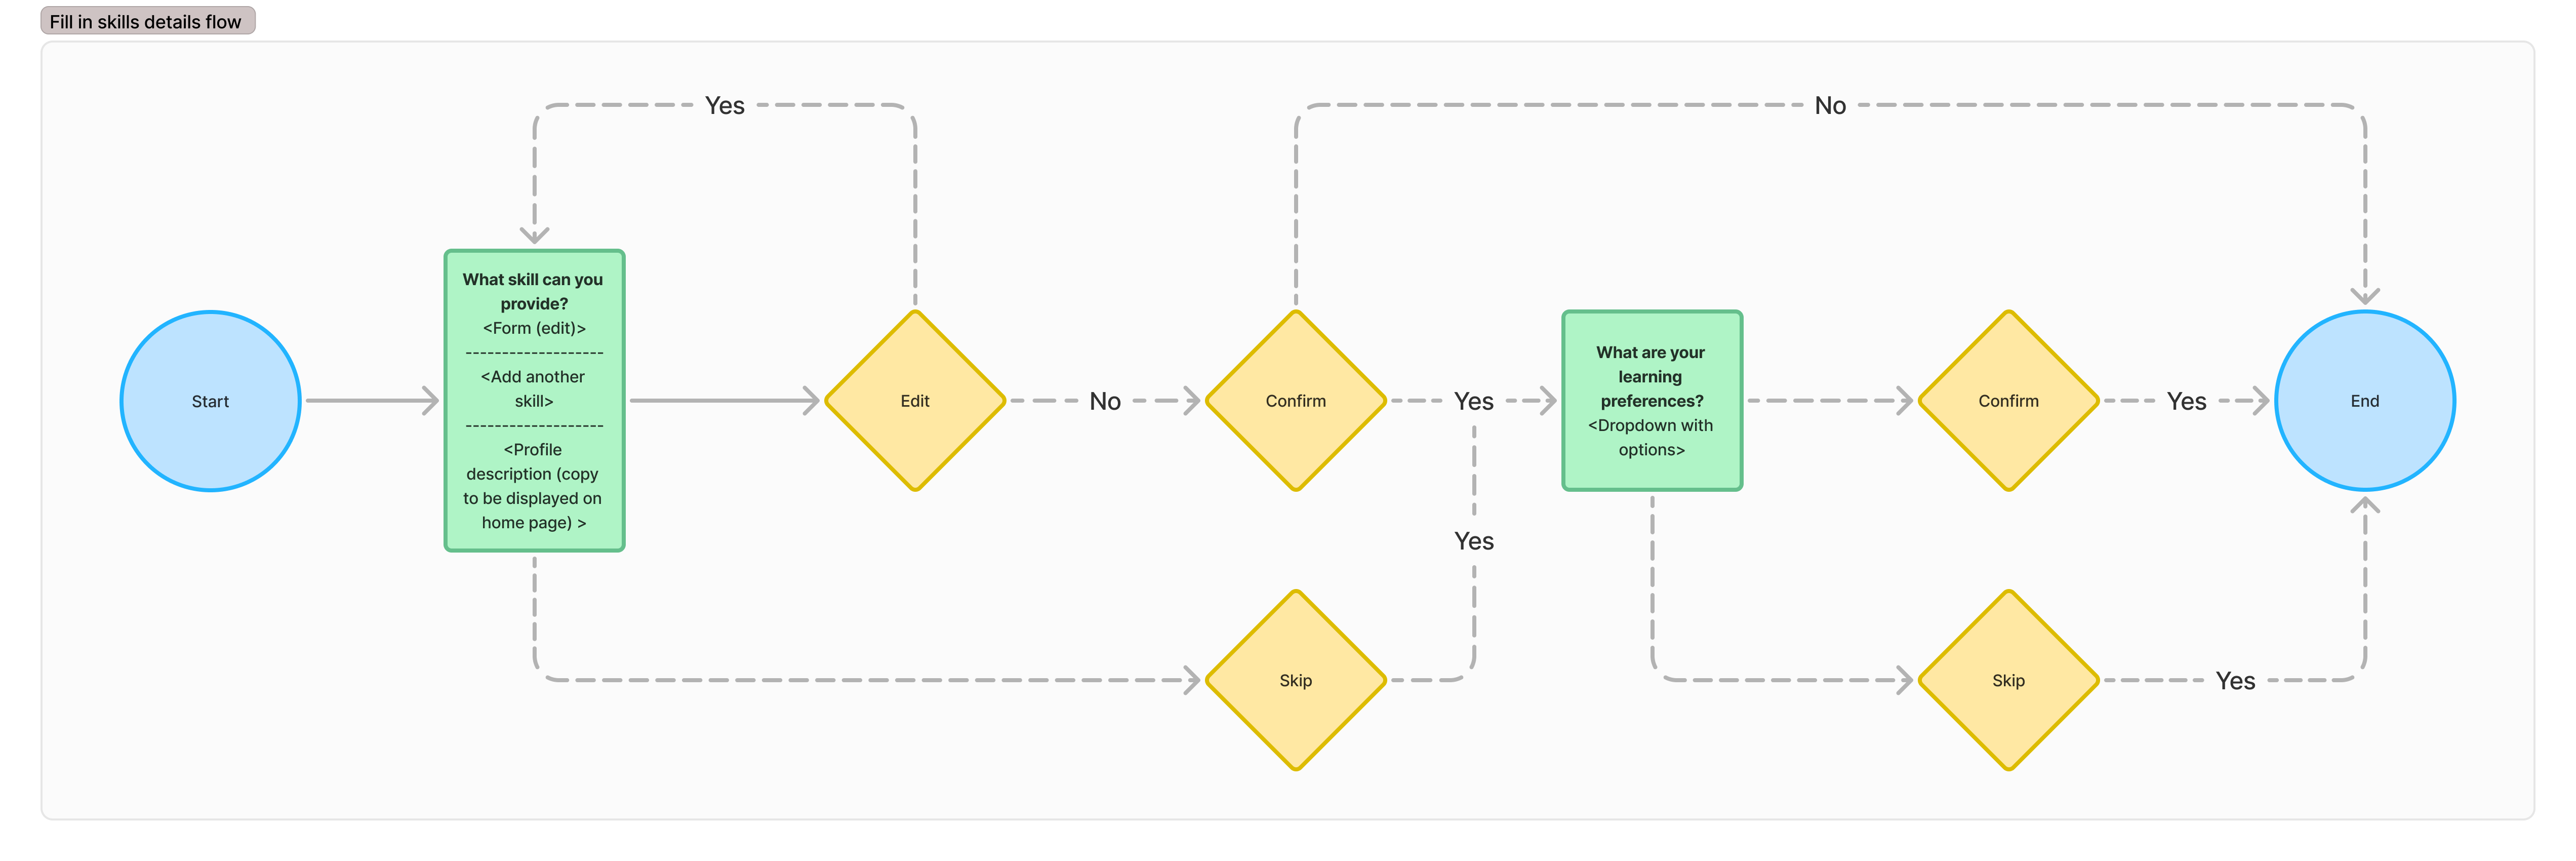 Fill in skills details flow
Yes
No
Start
What skill can you
provide?
<Form (edit)>
-------------------
<Add another
skill>
-------------------
<Profile
description (copy
to be displayed on
home page) >
Edit
No
Confirm
Yes
What are your
learning
preferences?
<Dropdown with
options>
Confirm
Yes
End
Yes
Skip
Skip
Yes